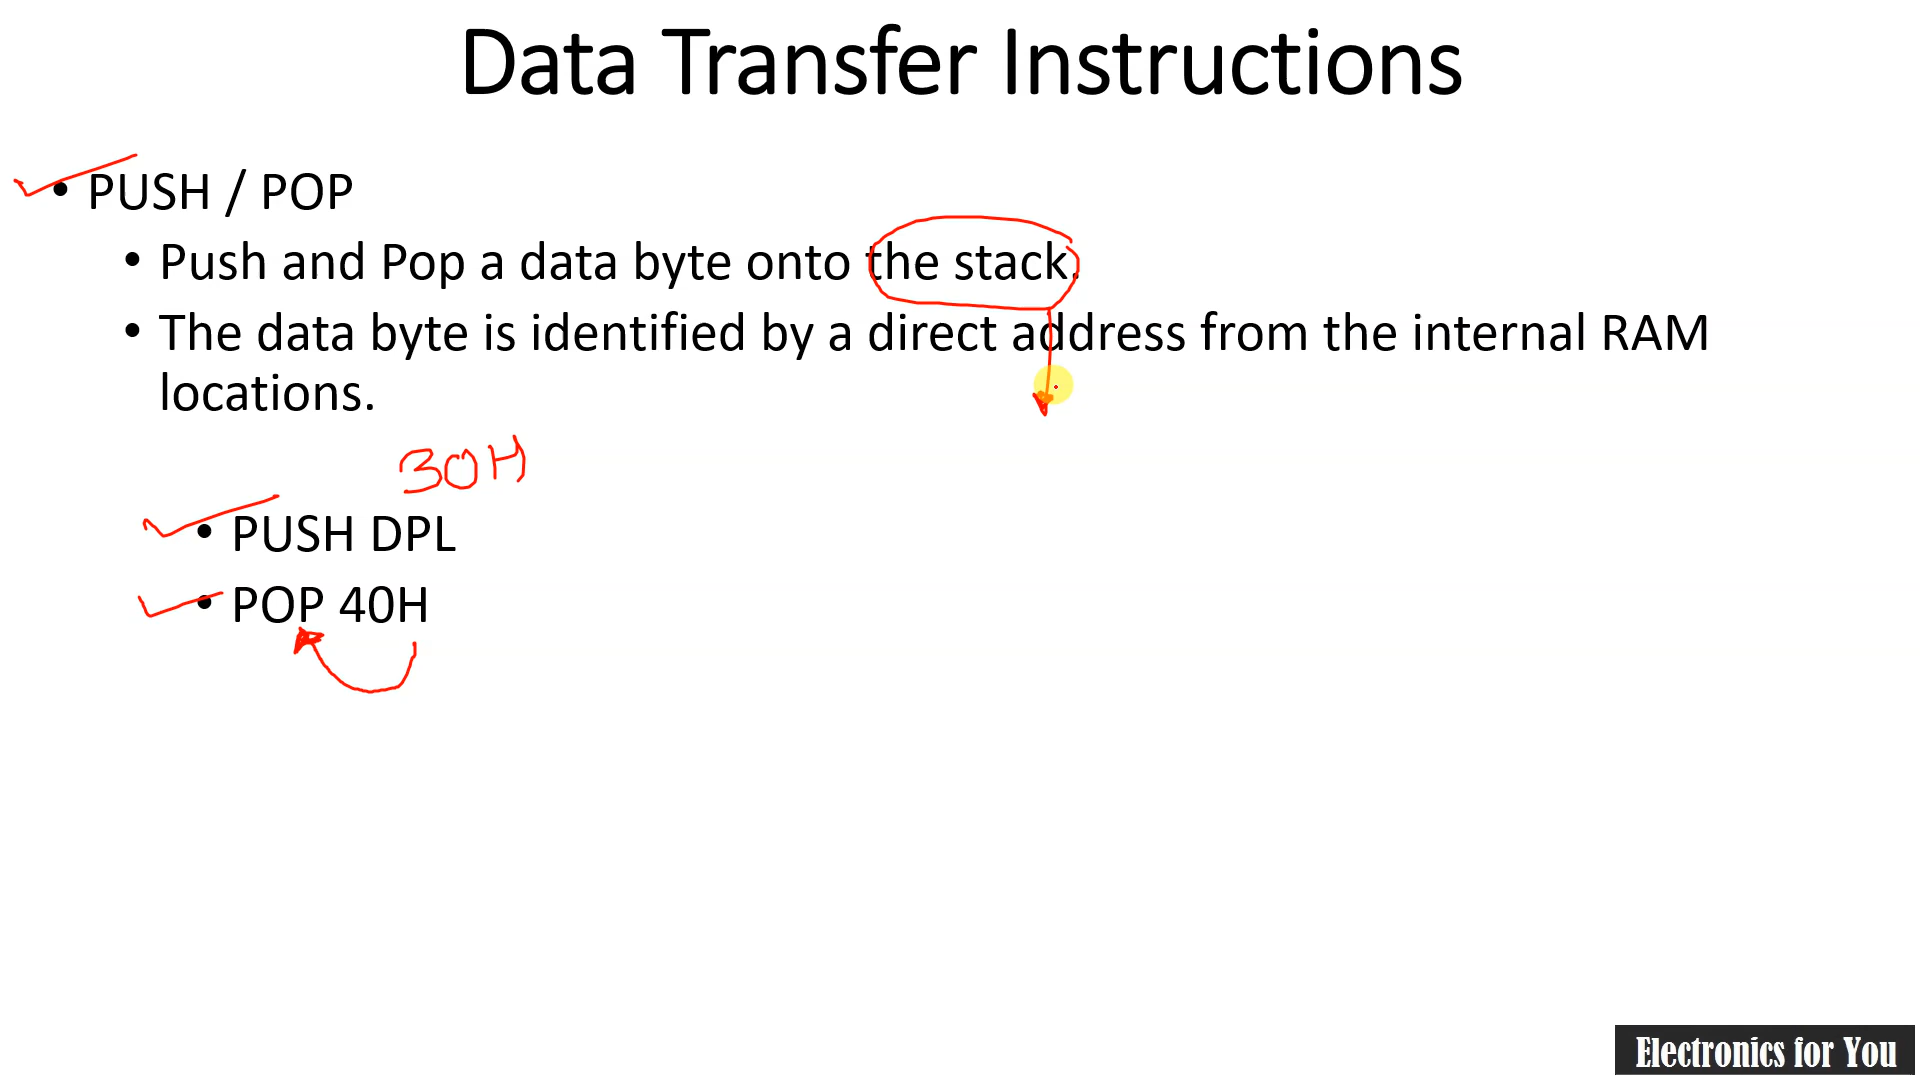 Data Transfer Instructions
• PUSH / POP
• Push and Pop a data byte onto the stack.
• The data byte is identified by a direct address from the internal RAM
locations.
30H
• PUSH DPL
• POP 40H
Electronics for You